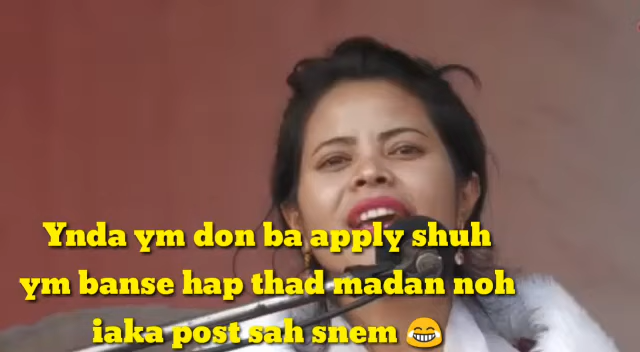 Ynda ym don ba apply shuh
ym banse hap thad madan noh
iaka post sah snem 😂